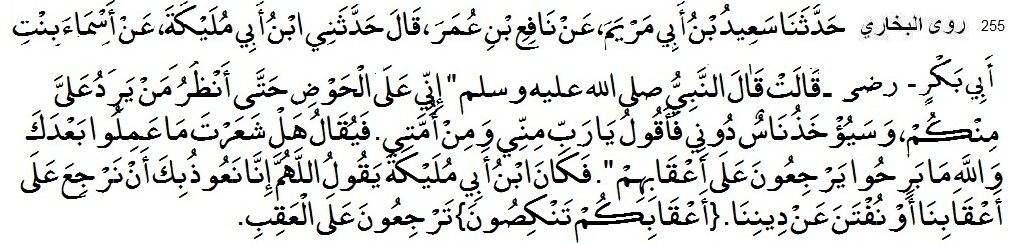 255 روى البخاري حَدَّثَنَا سَعِيدُ بْنُ أَبِي مَرْيَمَ، عَنْ نَافِعِ بْنِ عُمَرَ، قَالَ حَدَّثَنِي ابْنُ أَبِي مُلَيْكَةَ، عَنْ أَسْمَاءَ بِنْتِ
أَبِي بَكْرٍ ـ رضى ـ قَالَتْ قَالَ النَّبِيُّ صلى الله عليه وسلم " إِنِّي عَلَى الْحَوْضِ حَتَّى أَنْظُرُ مَنْ يَرِدُ عَلَىَّ
مِنْكُمْ، وَسَيُؤْخَذُ نَاسٌ دُونِي فَأَقُولُ يَا رَبِّ مِنِّي وَمِنْ أُمَّتِي. فَيُقَالُ هَلْ شَعَرْتَ مَا عَمِلُوا بَعْدَكَ
وَاللَّهِ مَا بَرِحُوا يَرْجِعُونَ عَلَى أَعْقَابِهِمْ ". فَكَانَ ابْنُ أَبِي مُلَيْكَةَ يَقُولُ اللَّهُمَّ إِنَّا نَعُوذُ بِكَ أَنْ نَرْجِعَ عَلَى
أَعْقَابِنَا أَوْ نُفْتَنَ عَنْ دِينِنَا. {أَعْقَابِكُمْ تَنْكِصُونَ} تَرْجِعُونَ عَلَى الْعَقِبِ.